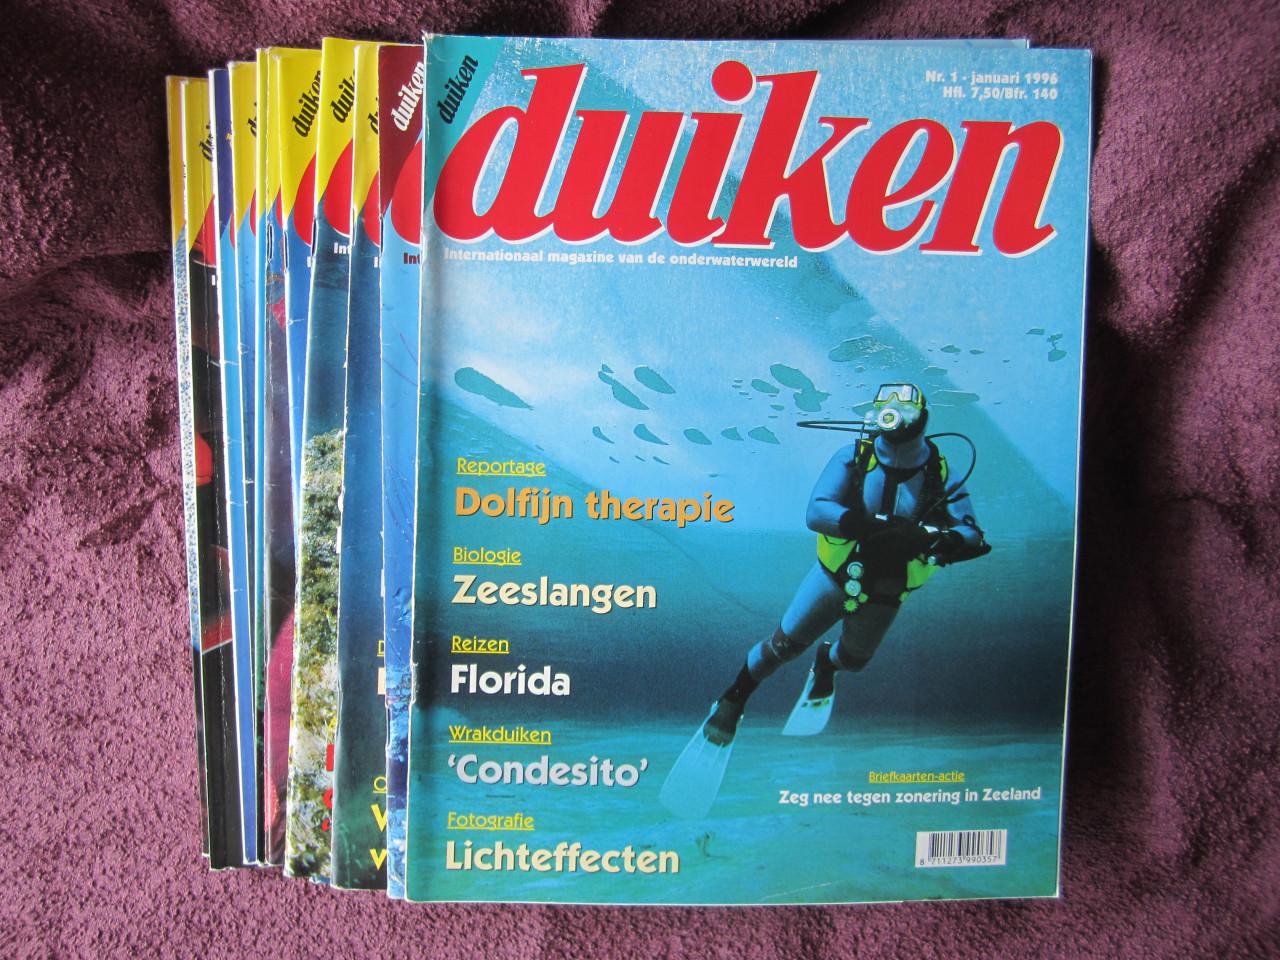 duiken
duiken
duiken
duiken
duiken
duiken
Nr. 1 - januari 1996
Hfl. 7,50/Bfr. 140
Internationaal magazine van de onderwaterwereld
Reportage
Dolfijn therapie
Biologie
Zeeslangen
Reizen
Florida
Wrakduiken
'Condesito'
Fotografie
Lichteffecten
Briefkaarten-actie
Zeg nee tegen zonering in Zeeland
8 711273 990357